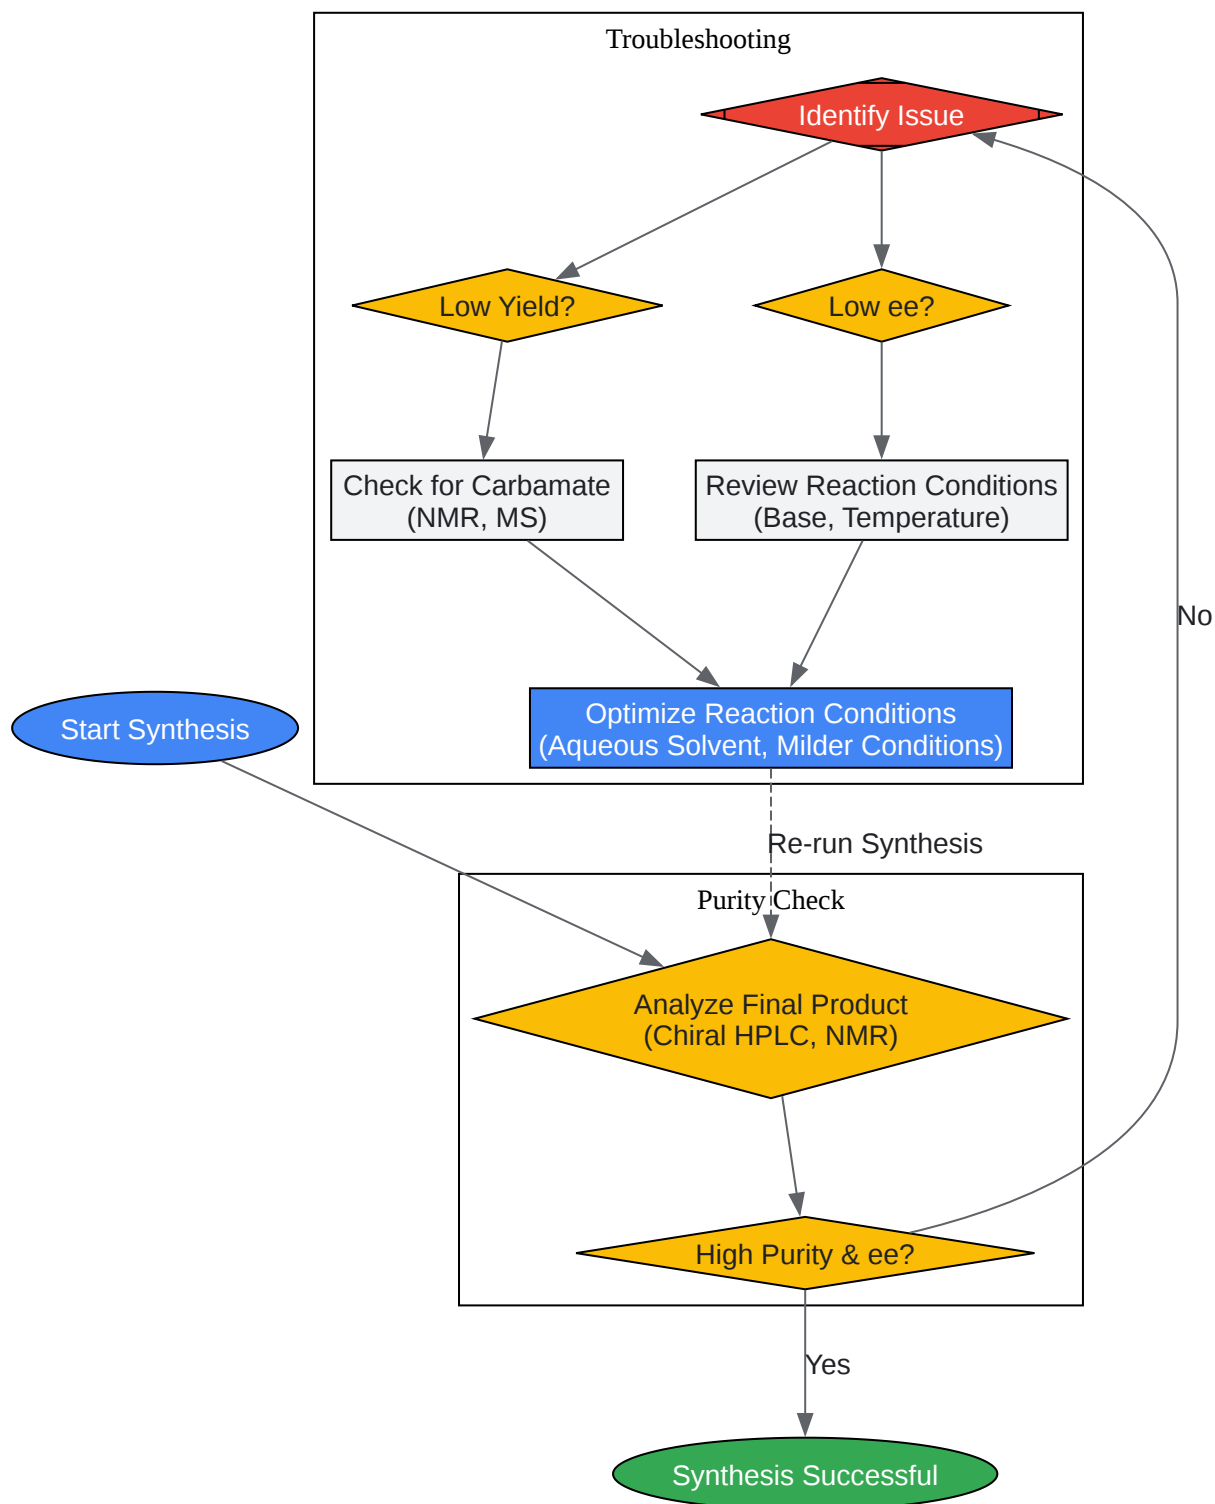 Troubleshooting
Identify Issue
Low Yield?
Low ee?
Check for Carbamate
(NMR, MS)
Review Reaction Conditions
(Base, Temperature)
No
Optimize Reaction Conditions
(Aqueous Solvent, Milder Conditions)
Start Synthesis
Re-run Synthesis
Purity Check
Analyze Final Product
(Chiral HPLC, NMR)
High Purity & ee?
Yes
Synthesis Successful